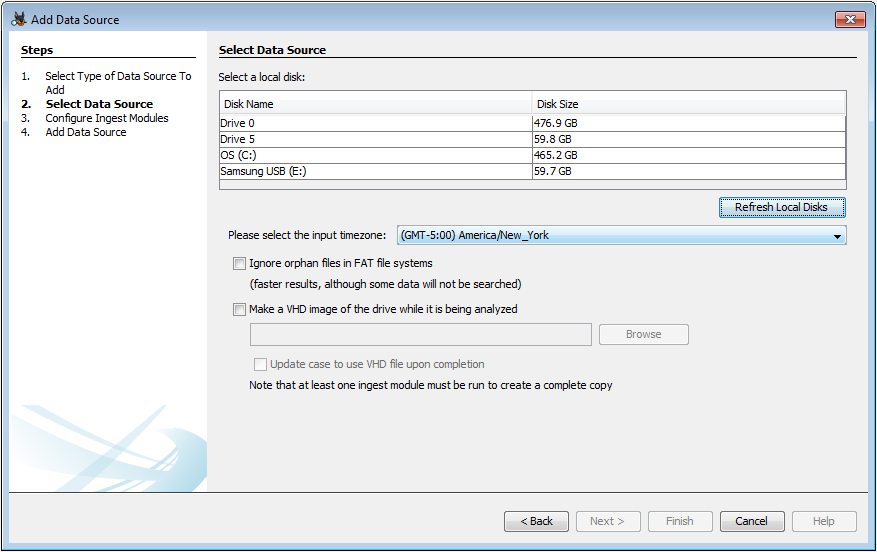 Add Data Source
Steps
1. Select Type of Data Source To
Add
2. Select Data Source
3. Configure Ingest Modules
4. Add Data Source
Select Data Source
Select a local disk:
Disk Name Disk Size
Drive 0 476.9 GB
Drive 5 59.8 GB
OS (C:) 465.2 GB
Samsung USB (E:) 59.7 GB
Refresh Local Disks
Please select the input timezone: (GMT-5:00) America/New_York
Ignore orphan files in FAT file systems
(faster results, although some data will not be searched)
Make a VHD image of the drive while it is being analyzed
Browse
Update case to use VHD file upon completion
Note that at least one ingest module must be run to create a complete copy
< Back Next > Finish Cancel Help